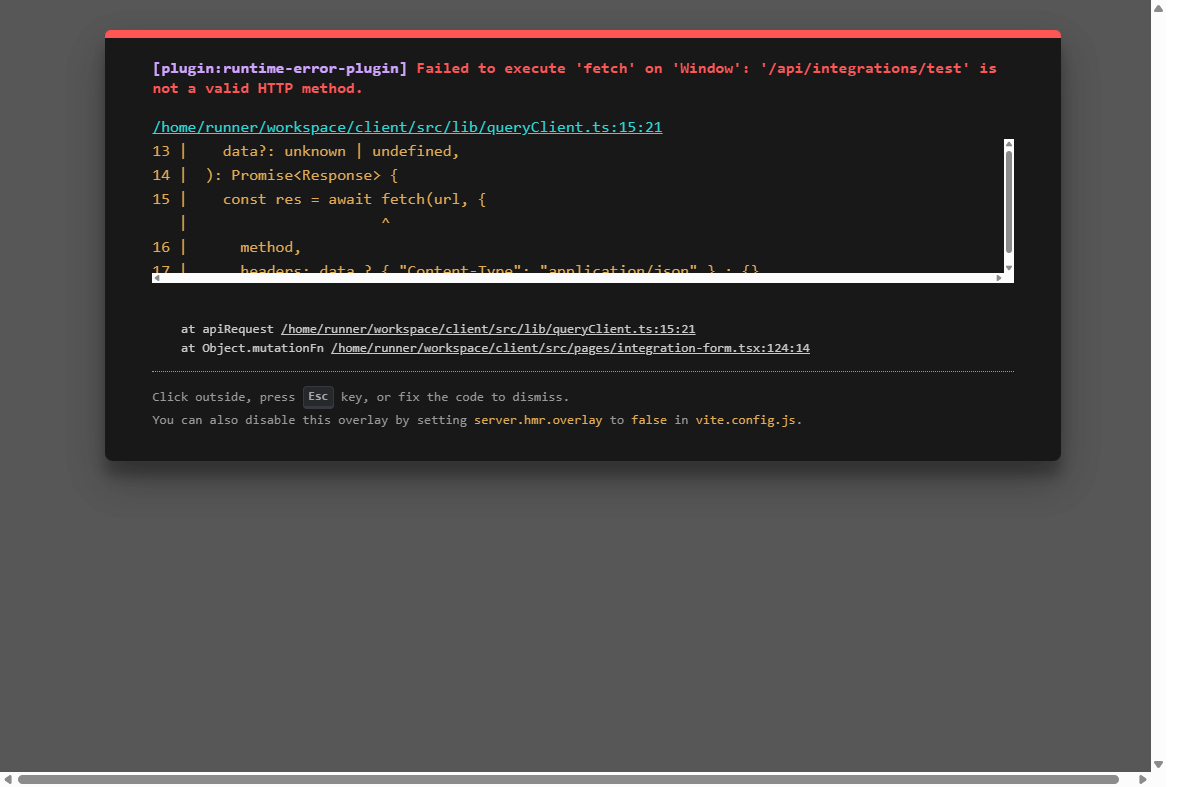 [plugin:runtime-error-plugin] Failed to execute 'fetch' on 'Window': '/api/integrations/test' is
not a valid HTTP method.
/home/runner/workspace/client/src/lib/queryClient.ts:15:21
13 |    data?: unknown | undefined,
14 |  ): Promise<Response> {
15 |    const res = await fetch(url, {
   |                      ^
16 |      method,
17 |      headers: data ? { "Content-Type": "application/json" } : {}
at apiRequest /home/runner/workspace/client/src/lib/queryClient.ts:15:21
at Object.mutationFn /home/runner/workspace/client/src/pages/integration-form.tsx:124:14
Click outside, press Esc key, or fix the code to dismiss.
You can also disable this overlay by setting server.hmr.overlay to false in vite.config.js.